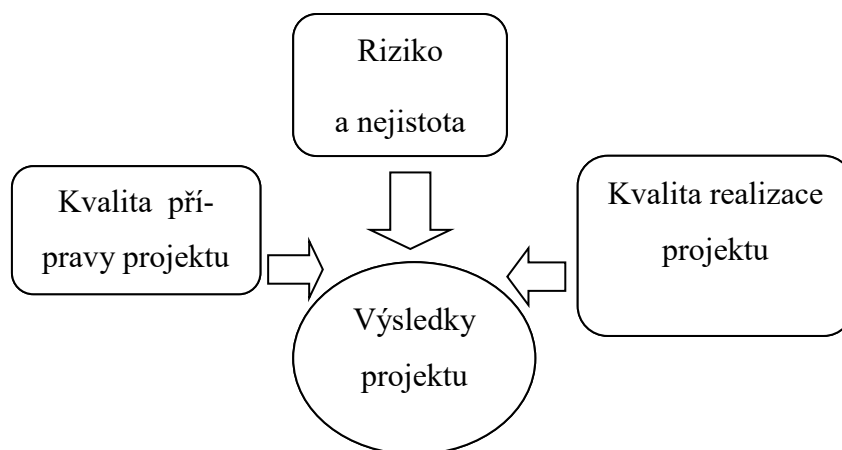 Riziko
a nejistota
Kvalita pří-
pravy projektu
Kvalita realizace
projektu
Výsledky
projektu